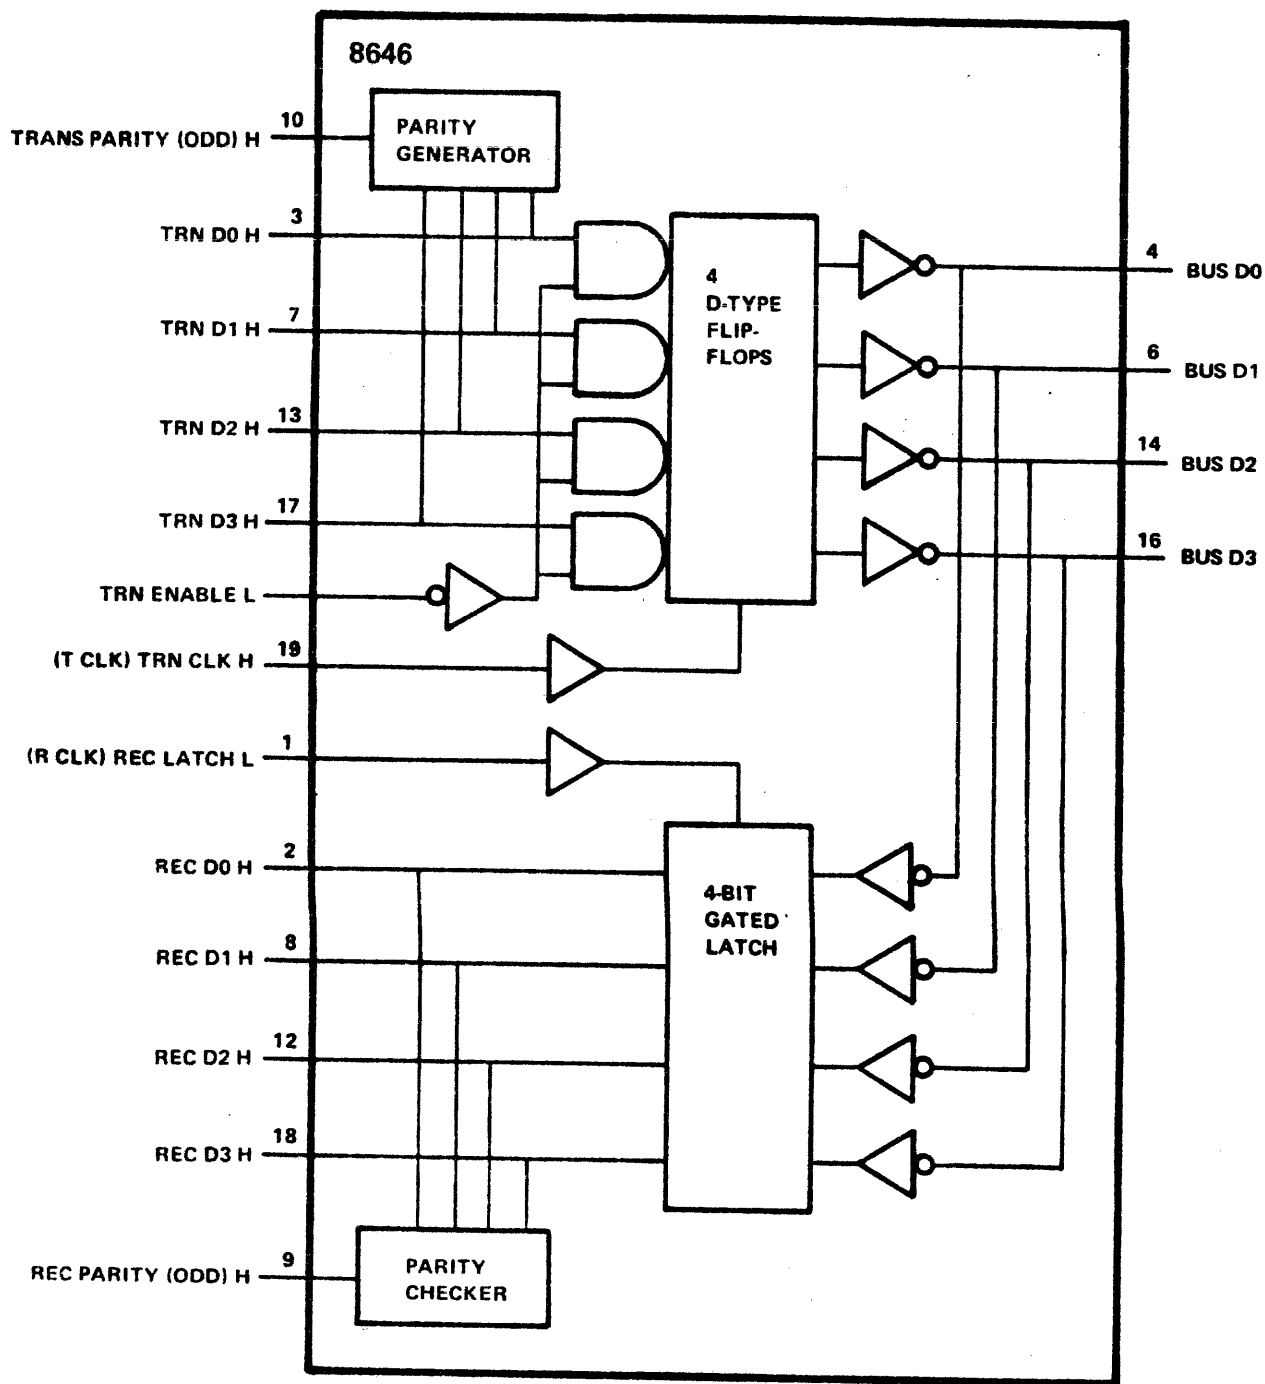 8646
10
TRANS PARITY (ODD) H
PARITY
GENERATOR
3
TRN D0 H
7
TRN D1 H
13
TRN D2 H
17
TRN D3 H
TRN ENABLE L
19
(T CLK) TRN CLK H
4
D-TYPE
FLIP-
FLOPS
4
BUS D0
6
BUS D1
14
BUS D2
16
BUS D3
1
(R CLK) REC LATCH L
2
REC D0 H
8
REC D1 H
12
REC D2 H
18
REC D3 H
4-BIT
GATED
LATCH
9
REC PARITY (ODD) H
PARITY
CHECKER